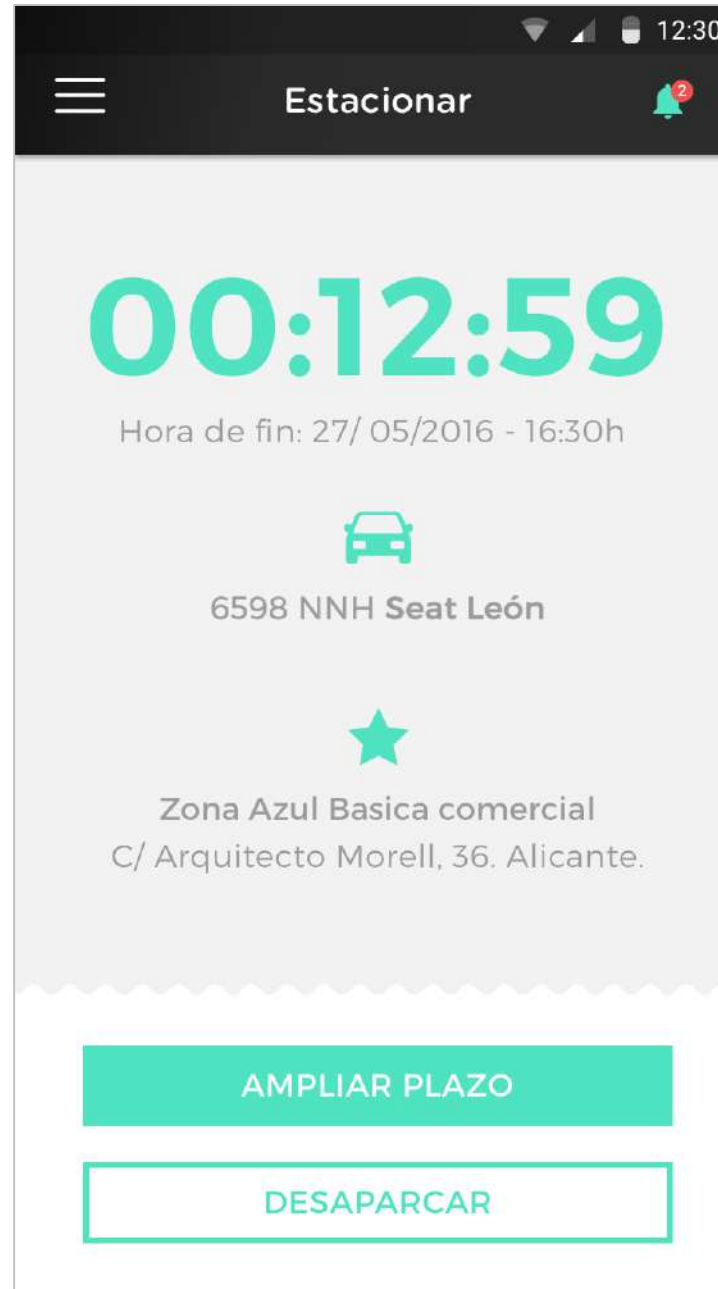 12:30
Estacionar
2
00:12:59
Hora de fin: 27/ 05/2016 - 16:30h
6598 NNH Seat León
Zona Azul Basica comercial
C/ Arquitecto Morell, 36. Alicante.
AMPLIAR PLAZO
DESAPARCAR